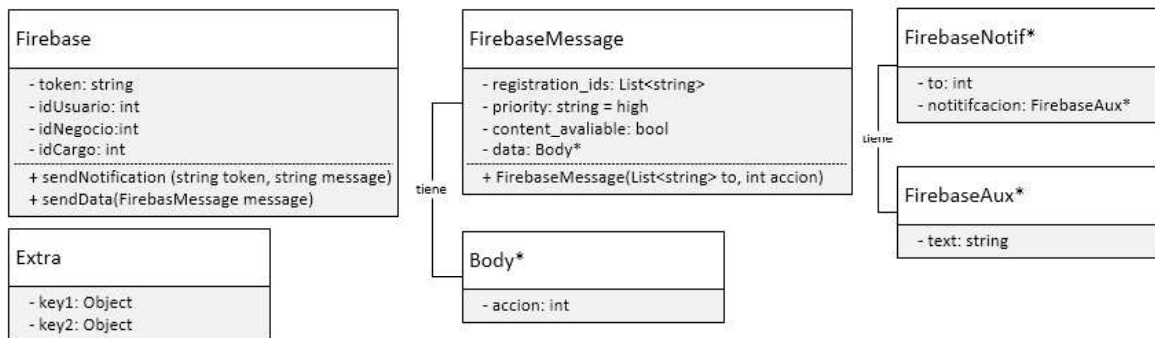 Firebase
- token: string
- idUsuario: int
- idNegocio:int
- idCargo: int
+ sendNotification (string token, string message)
+ sendData(FirebasMessage message)
Extra
- key1: Object
- key2: Object
FirebaseMessage
- registration_ids: List<string>
- priority: string = high
- content_avaliable: bool
- data: Body*
+ FirebaseMessage(List<string> to, int accion)
tiene
Body*
- accion: int
FirebaseNotif*
- to: int
- notitifcacion: FirebaseAux*
tiene
FirebaseAux*
- text: string